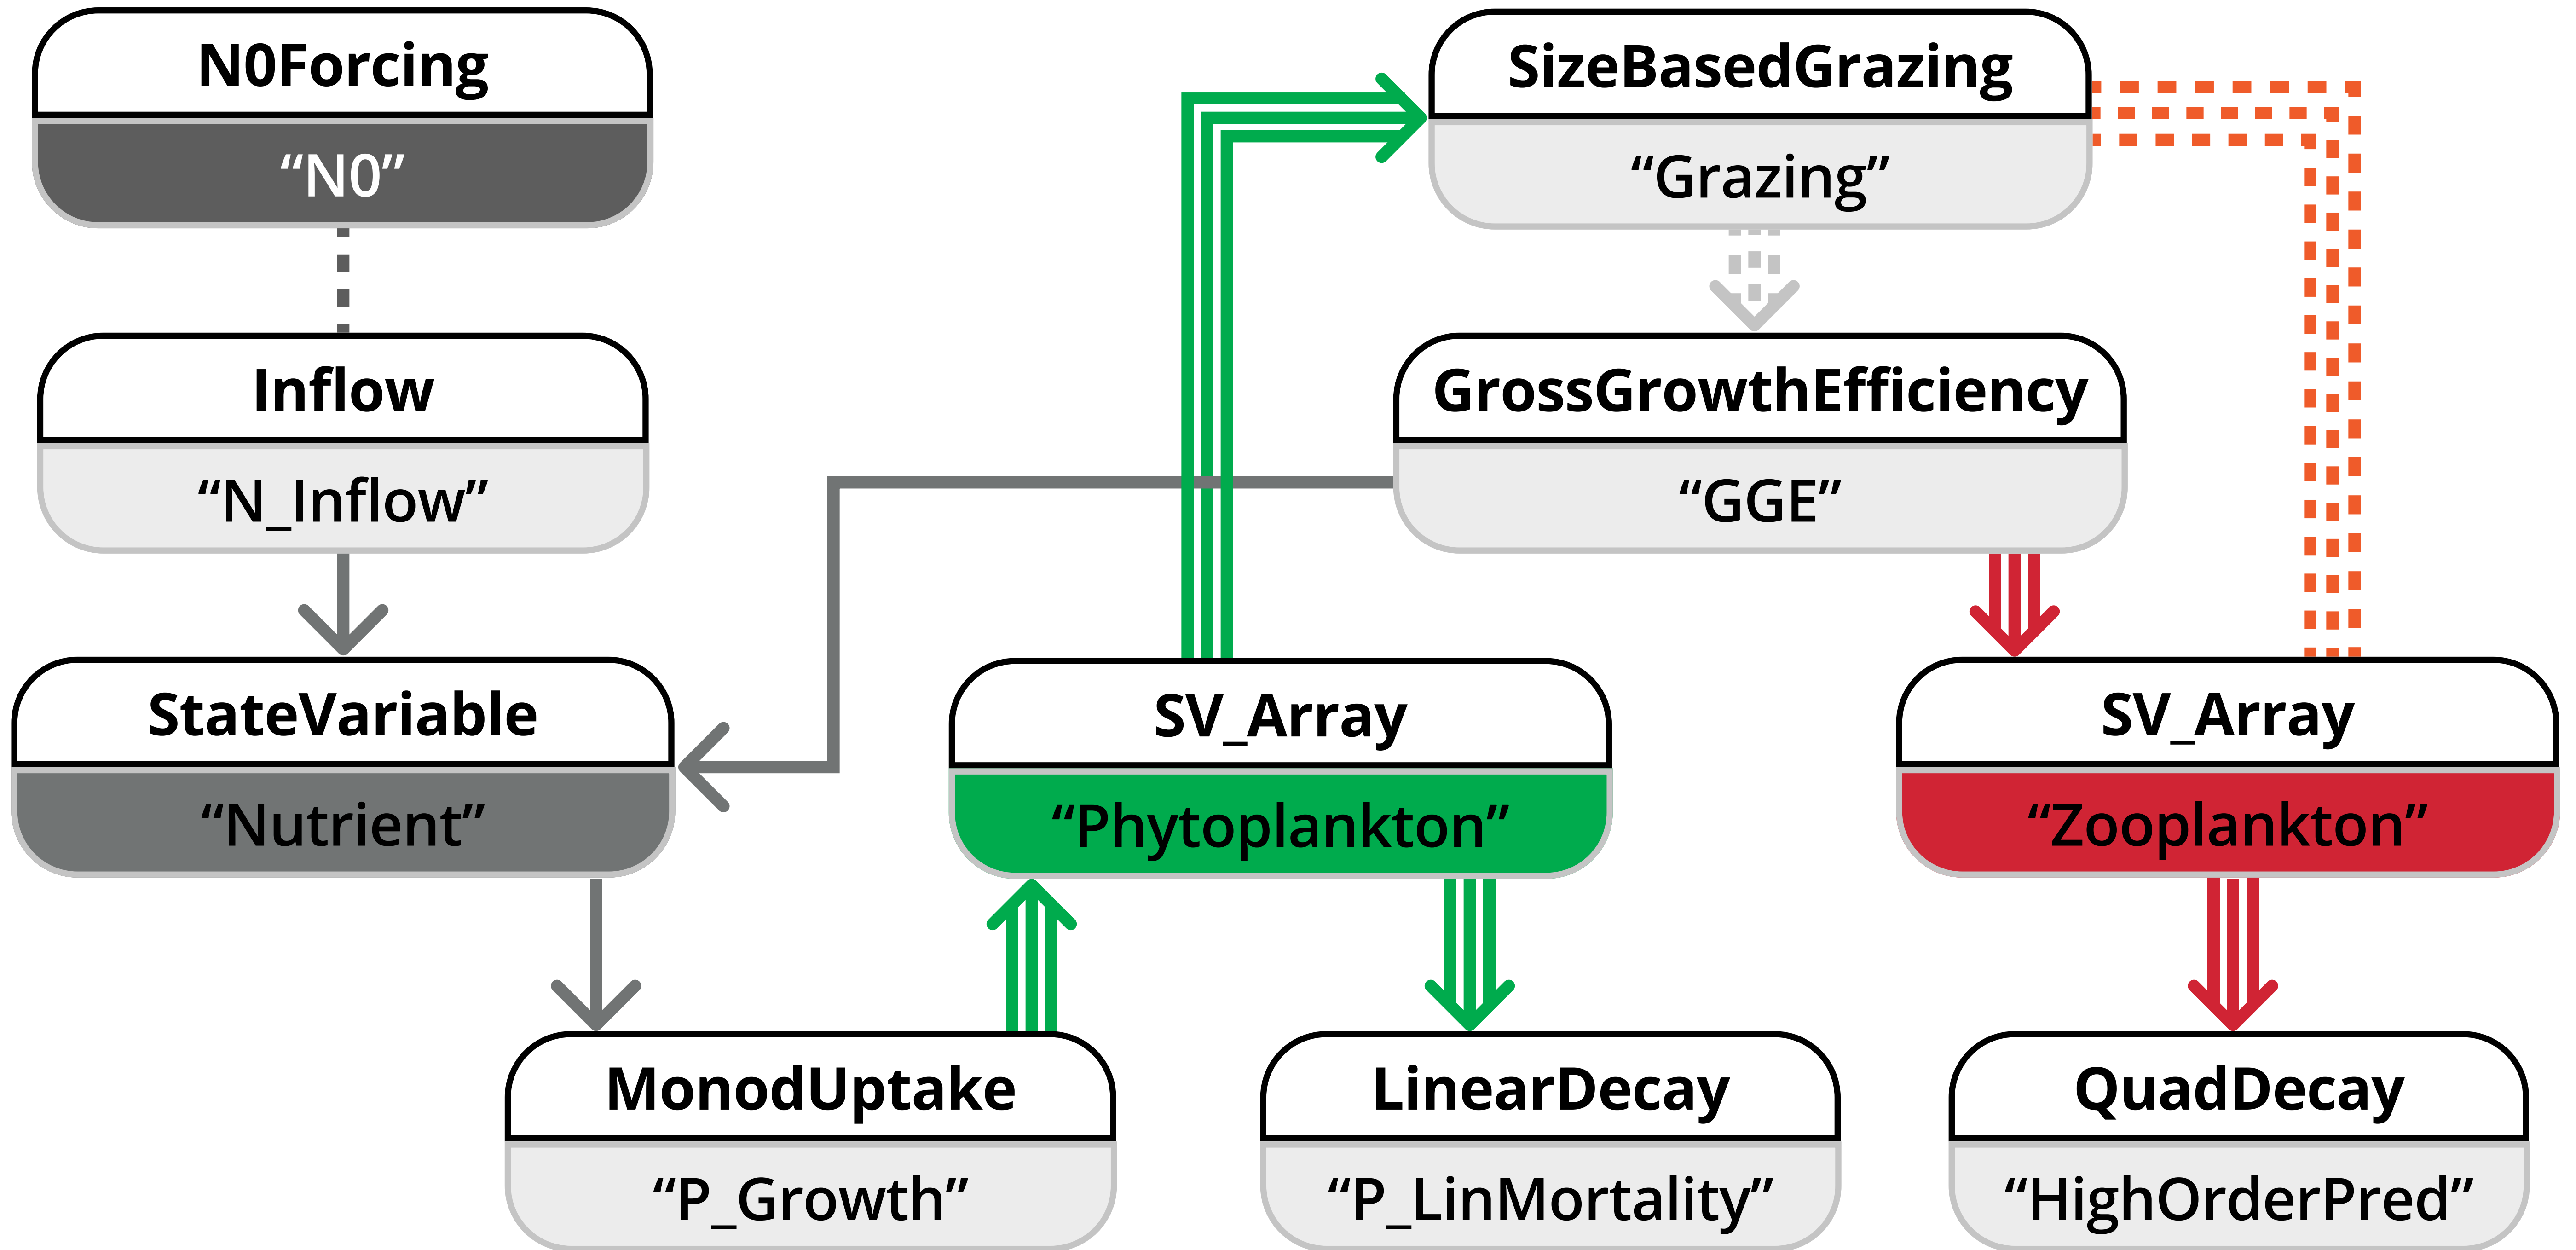 N0Forcing
“N0”
SizeBasedGrazing
“Grazing”
Inflow
“N_Inflow”
GrossGrowthEfficiency
“GGE”
StateVariable
“Nutrient”
SV_Array
“Phytoplankton”
SV_Array
“Zooplankton”
MonodUptake
“P_Growth”
LinearDecay
“P_LinMortality”
QuadDecay
“HighOrderPred”